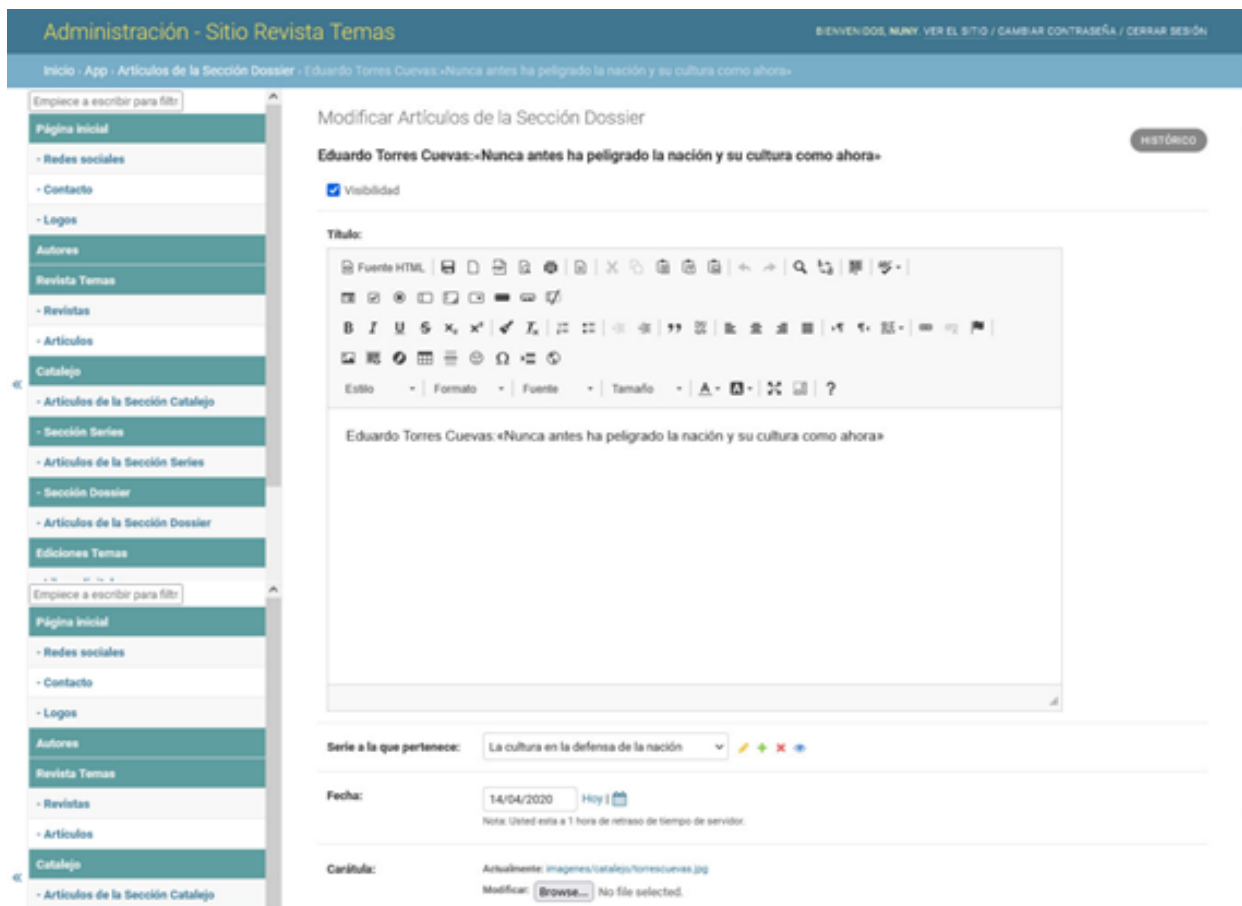 Administración - Sitio Revista Temas
BIENVENIDOS, NUNY. VER EL SITIO / CAMBIAR CONTRASEÑA / CERRAR SESIÓN
Inicio › App › Artículos de la Sección Dossier › Eduardo Torres Cuevas:«Nunca antes ha peligrado la nación y su cultura como ahora»
Empiece a escribir para filtr
Página inicial
- Redes sociales
- Contacto
- Logos
Autores
Revista Temas
- Revistas
- Artículos
Catalejo
- Artículos de la Sección Catalejo
- Sección Series
- Artículos de la Sección Series
- Sección Dossier
- Artículos de la Sección Dossier
Ediciones Temas
Empiece a escribir para filtr
Página inicial
- Redes sociales
- Contacto
- Logos
Autores
Revista Temas
- Revistas
- Artículos
Catalejo
- Artículos de la Sección Catalejo
Modificar Artículos de la Sección Dossier
HISTÓRICO
Eduardo Torres Cuevas:«Nunca antes ha peligrado la nación y su cultura como ahora»
Visibilidad
Título:
Fuente HTML
Estilo Formato Fuente Tamaño
Eduardo Torres Cuevas:«Nunca antes ha peligrado la nación y su cultura como ahora»
Serie a la que pertenece: La cultura en la defensa de la nación
Fecha: 14/04/2020 Hoy |
Nota: Usted esta a 1 hora de retraso de tiempo de servidor.
Carátula: Actualmente: imagenes/catalejo/torrescuevas.jpg
Modificar: Browse... No file selected.